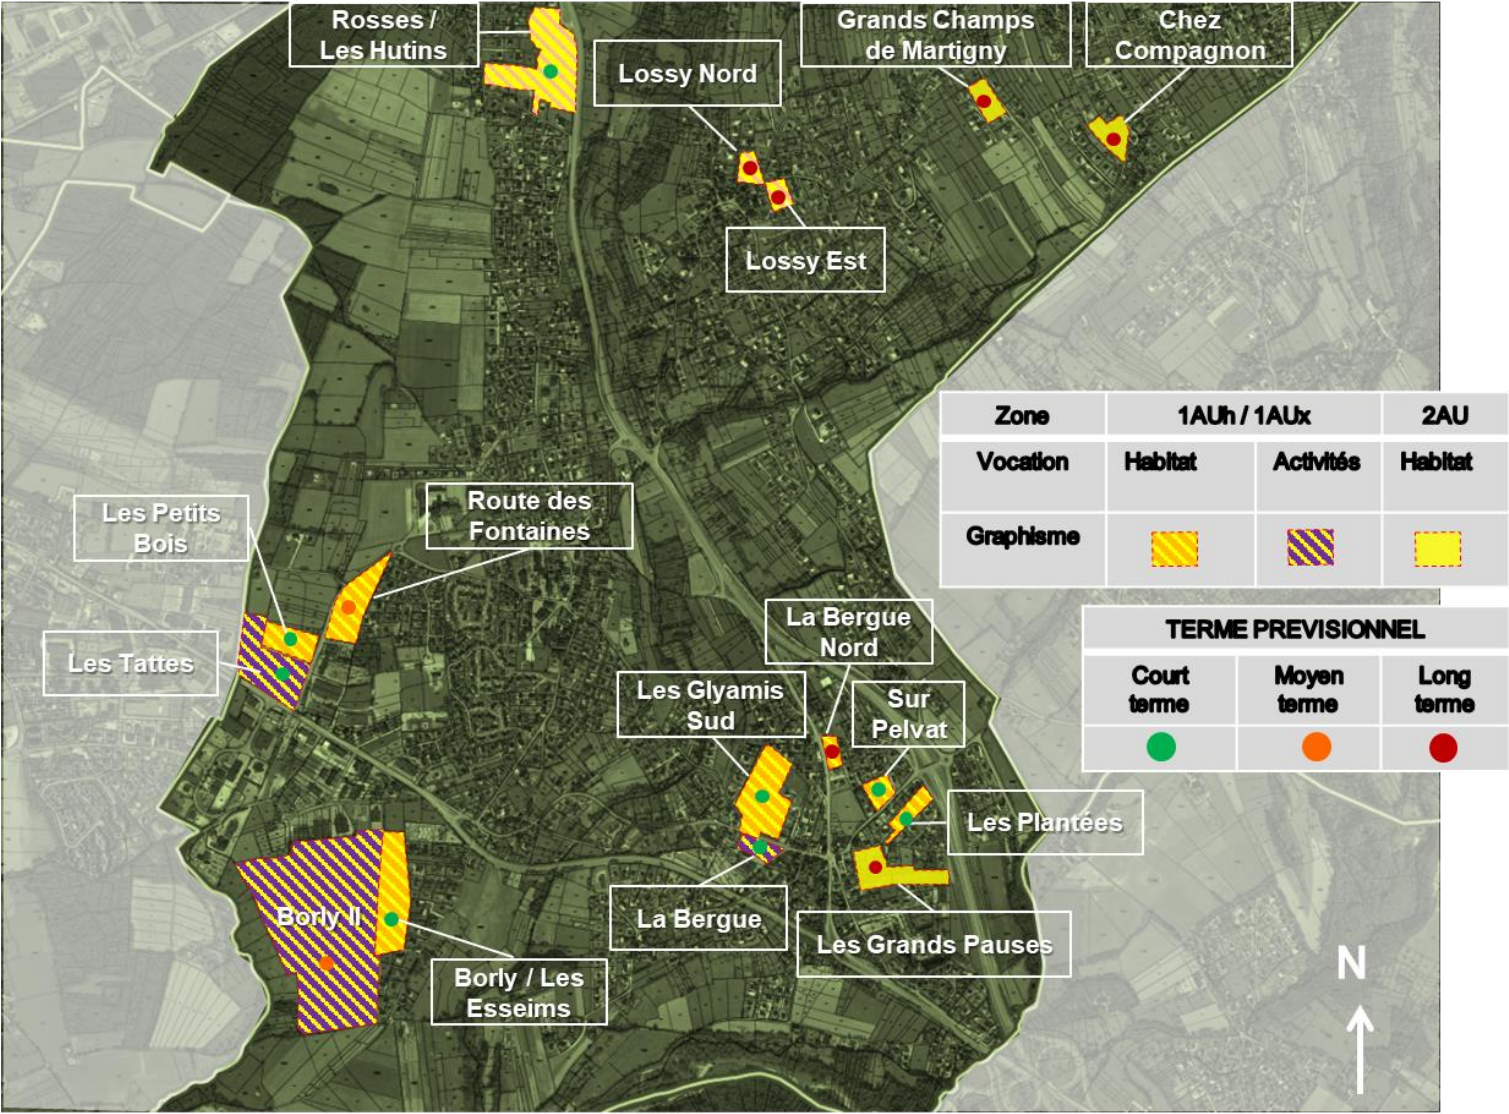 Rosses /
Les Hutins
Lossy Nord
Grands Champs
de Martigny
Chez
Compagnon
Lossy Est
Zone
1AUh / 1AUx
2AU
Vocation
Habitat
Activités
Habitat
Graphisme
Les Petits
Bois
Route des
Fontaines
Les Tattes
La Bergue
Nord
TERME PREVISIONNEL
Court
terme
Moyen
terme
Long
terme
Les Glyamis
Sud
Sur
Pelvat
Les Plantées
Borly II
La Bergue
Les Grands Pauses
Borly / Les
Esseims
N